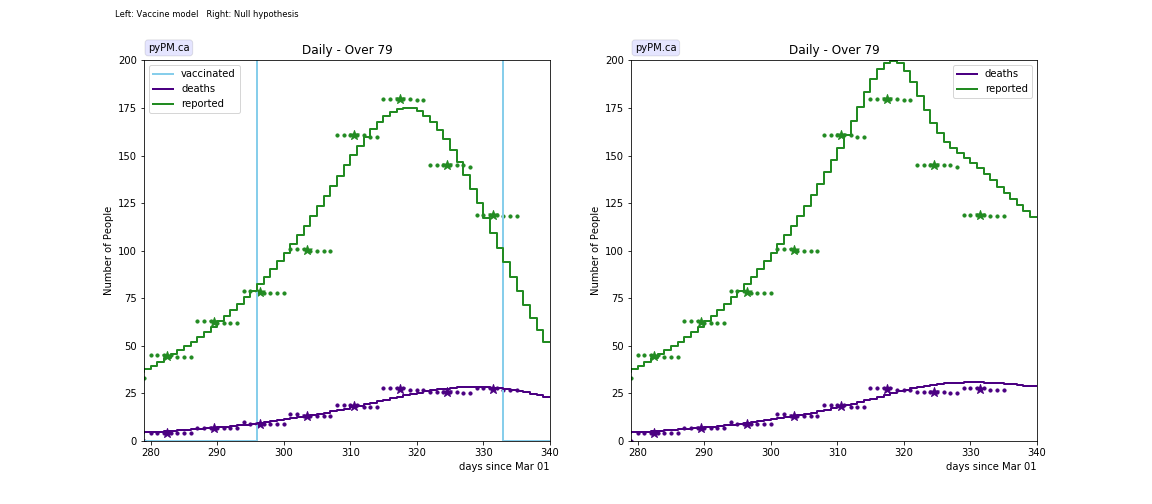 Left: Vaccine model   Right: Null hypothesis
pyPM.ca
Daily - Over 79
200
175
150
125
100
75
50
25
0
Number of People
vaccinated
deaths
reported
280
290
300
310
320
330
340
days since Mar 01
pyPM.ca
Daily - Over 79
200
175
150
125
100
75
50
25
0
Number of People
deaths
reported
280
290
300
310
320
330
340
days since Mar 01